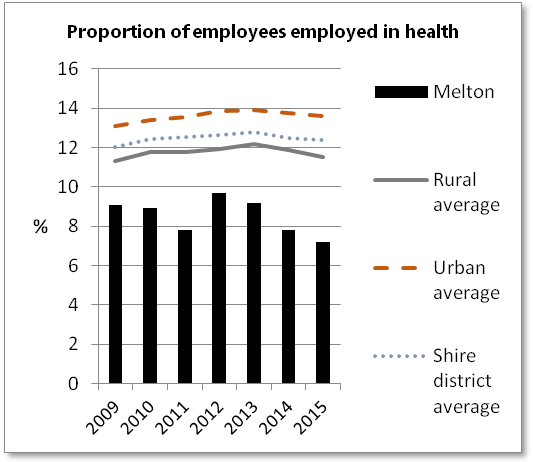 Proportion of employees employed in health
16
14
12
10
8
6
4
2
0
%
2009
2010
2011
2012
2013
2014
2015
Melton
Rural
average
Urban
average
Shire
district
average